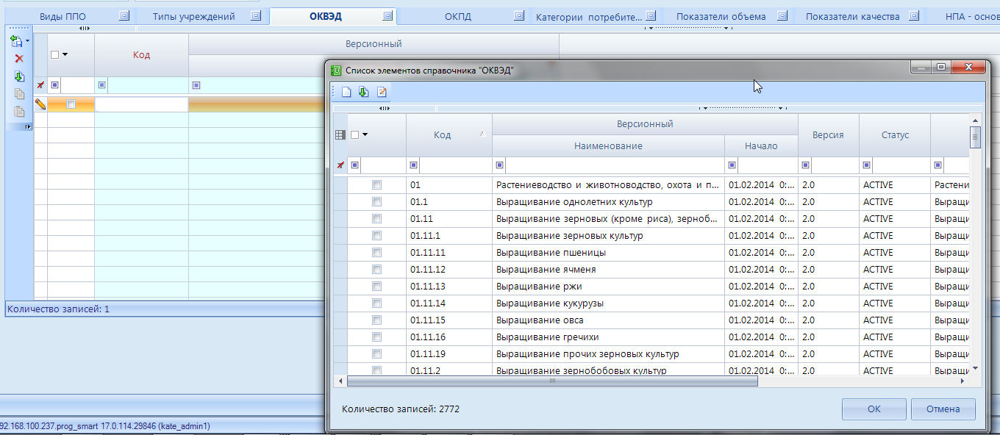 Виды ППО Типы учреждений ОКВЭД ОКПД Категории потребите... Показатели объема Показатели качества НПА - основ
Код Версионный
Количество записей: 1
92.168.100.237.prog_smart 17.0.114.29846 (kate_admin1)
Список элементов справочника "ОКВЭД"
Код Версионный Версия Статус
Наименование Начало
01 Растениеводство и животноводство, охота и п... 01.02.2014 0:... 2.0 ACTIVE Растени
01.1 Выращивание однолетних культур 01.02.2014 0:... 2.0 ACTIVE Выращи
01.11 Выращивание зерновых (кроме риса), зерноб... 01.02.2014 0:... 2.0 ACTIVE Выращи
01.11.1 Выращивание зерновых культур 01.02.2014 0:... 2.0 ACTIVE Выращи
01.11.11 Выращивание пшеницы 01.02.2014 0:... 2.0 ACTIVE Выращи
01.11.12 Выращивание ячменя 01.02.2014 0:... 2.0 ACTIVE Выращи
01.11.13 Выращивание ржи 01.02.2014 0:... 2.0 ACTIVE Выращи
01.11.14 Выращивание кукурузы 01.02.2014 0:... 2.0 ACTIVE Выращи
01.11.15 Выращивание овса 01.02.2014 0:... 2.0 ACTIVE Выращи
01.11.16 Выращивание гречихи 01.02.2014 0:... 2.0 ACTIVE Выращи
01.11.19 Выращивание прочих зерновых культур 01.02.2014 0:... 2.0 ACTIVE Выращи
01.11.2 Выращивание зернобобовых культур 01.02.2014 0:... 2.0 ACTIVE Выращи
Количество записей: 2772
ОК Отмена